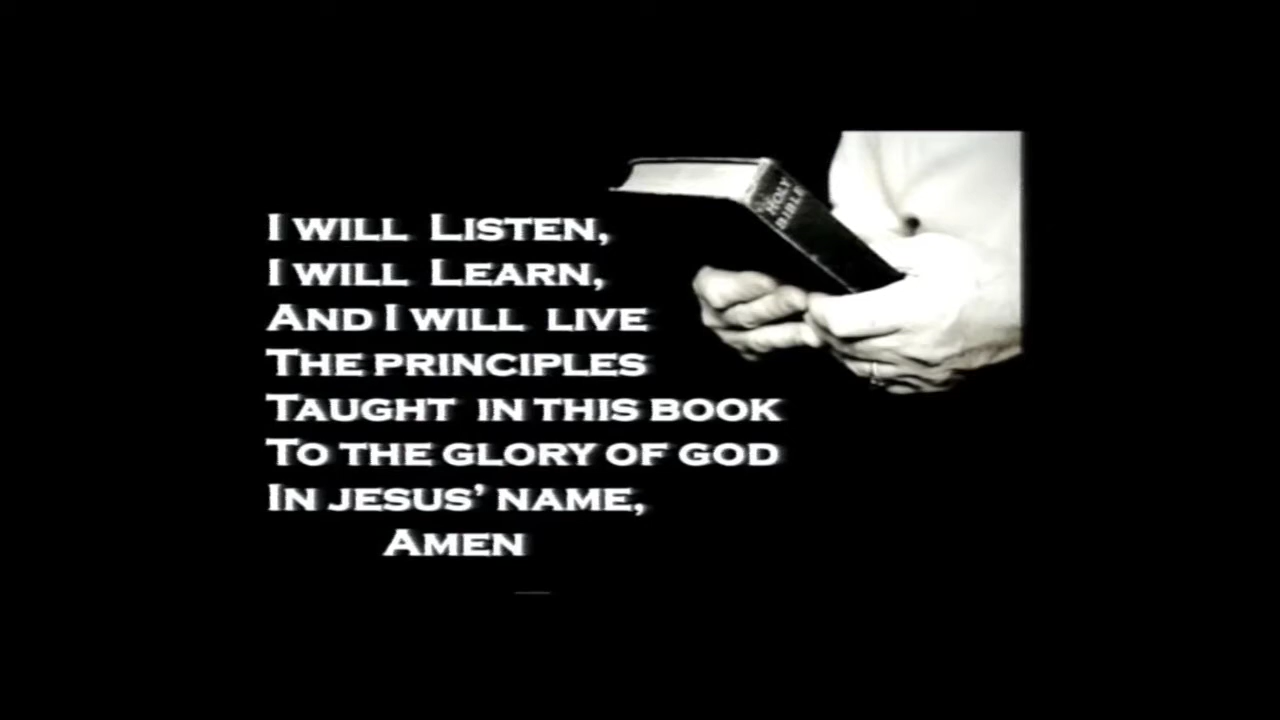 I WILL LISTEN,
I WILL LEARN,
AND I WILL LIVE
THE PRINCIPLES
TAUGHT IN THIS BOOK
TO THE GLORY OF GOD
IN JESUS’ NAME,
AMEN
HOLY
BIBLE